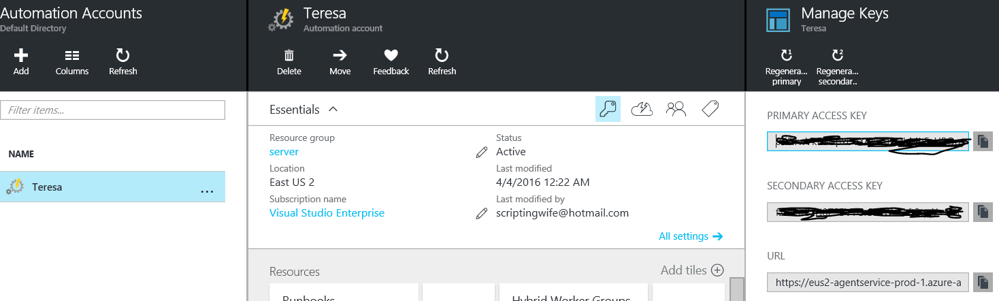 Automation Accounts
Default Directory
Add
Columns
Refresh
Filter items...
NAME
Teresa
...
Teresa
Automation account
Delete
Move
Feedback
Refresh
Essentials
Resource group
server
Location
East US 2
Subscription name
Visual Studio Enterprise
Status
Active
Last modified
4/4/2016 12:22 AM
Last modified by
scriptingwife@hotmail.com
All settings
Resources
Add tiles
Runbooks
Hybrid Worker Groups
Manage Keys
Teresa
1
Regenera...
primary
2
Regenera...
secondar..
PRIMARY ACCESS KEY
SECONDARY ACCESS KEY
URL
https://eus2-agentservice-prod-1.azure-a